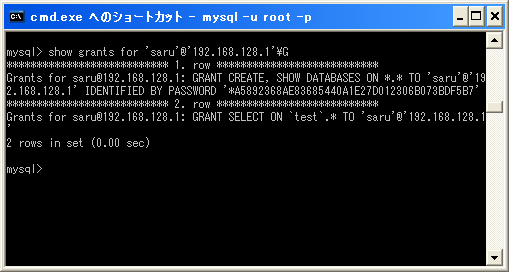 cmd.exe へのショートカット - mysql -u root -p
mysql> show grants for 'saru'@'192.168.128.1'¥G
*************************** 1. row ***************************
Grants for saru@192.168.128.1: GRANT CREATE, SHOW DATABASES ON *.* TO 'saru'@'19
2.168.128.1' IDENTIFIED BY PASSWORD '*A5892368AE83685440A1E27D012306B073BDF5B7'
*************************** 2. row ***************************
Grants for saru@192.168.128.1: GRANT SELECT ON `test`.* TO 'saru'@'192.168.128.1
'
2 rows in set (0.00 sec)
mysql>